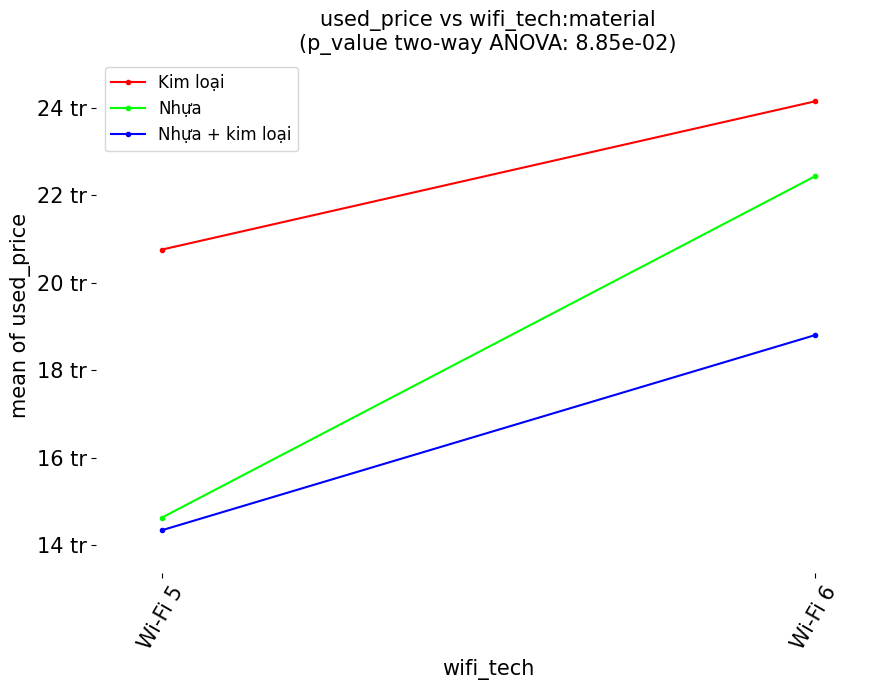 used_price vs wifi_tech:material
(p_value two-way ANOVA: 8.85e-02)
Kim loại
Nhựa
Nhựa + kim loại
24 tr
22 tr
20 tr
18 tr
16 tr
14 tr
mean of used_price
Wi-Fi 5
Wi-Fi 6
wifi_tech